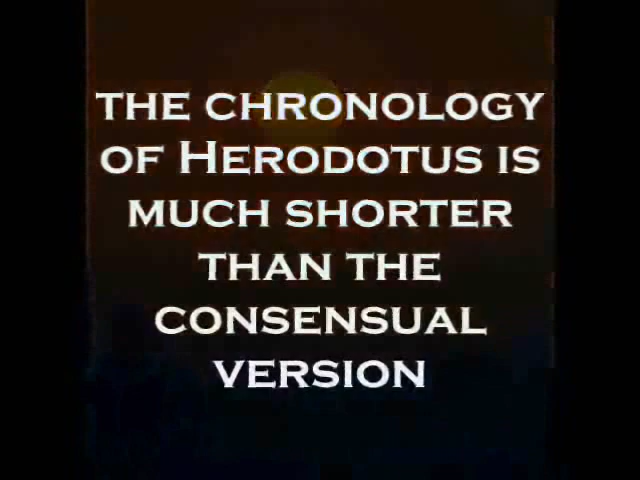 THE CHRONOLOGY
OF HERODOTUS IS
MUCH SHORTER
THAN THE
CONSENSUAL
VERSION